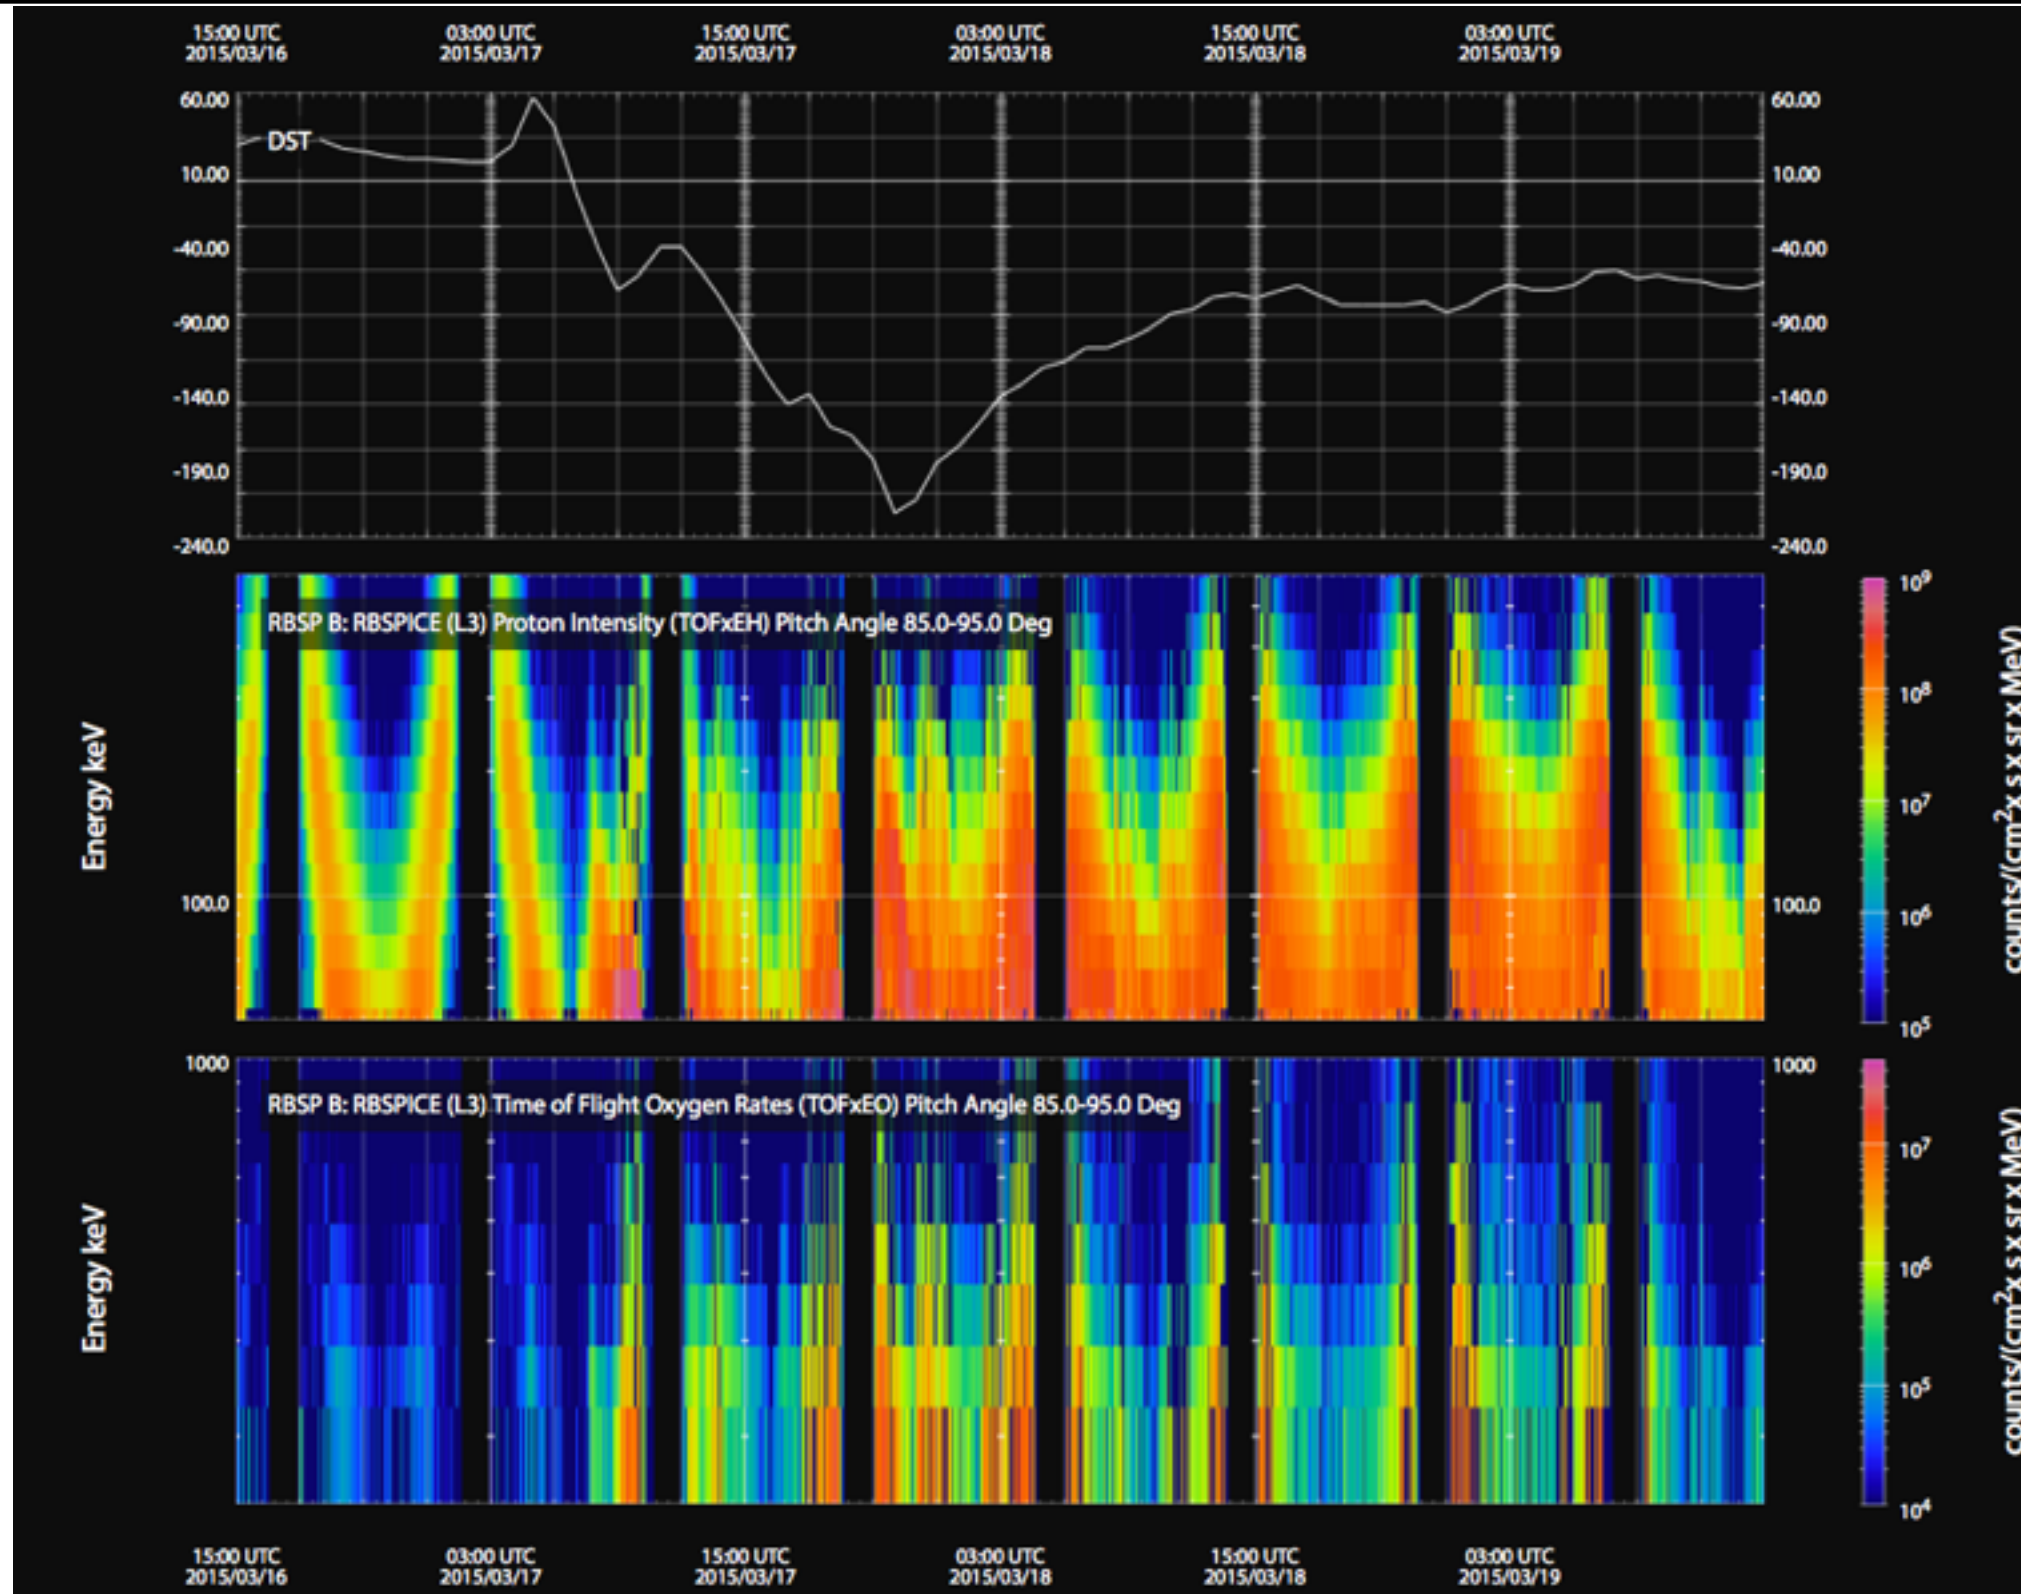 15:00 UTC 03:00 UTC 15:00 UTC 03:00 UTC 15:00 UTC 03:00 UTC
2015/03/16 2015/03/17 2015/03/17 2015/03/18 2015/03/18 2015/03/19
60.00 60.00
DST
10.00 10.00
-40.00 -40.00
-90.00 -90.00
-140.0 -140.0
-190.0 -190.0
-240.0 -240.0
RBSP B: RBSPICE (L3) Proton Intensity (TOFxEH) Pitch Angle 85.0-95.0 Deg
Energy keV
100.0 100.0
10⁹
10⁸
10⁷
10⁶
10⁵
counts/(cm² x s x sr x MeV)
1000 1000
RBSP B: RBSPICE (L3) Time of Flight Oxygen Rates (TOFxEO) Pitch Angle 85.0-95.0 Deg
Energy keV
10⁷
10⁶
10⁵
10⁴
counts/(cm² x s x sr x MeV)
15:00 UTC 03:00 UTC 15:00 UTC 03:00 UTC 15:00 UTC 03:00 UTC
2015/03/16 2015/03/17 2015/03/17 2015/03/18 2015/03/18 2015/03/19